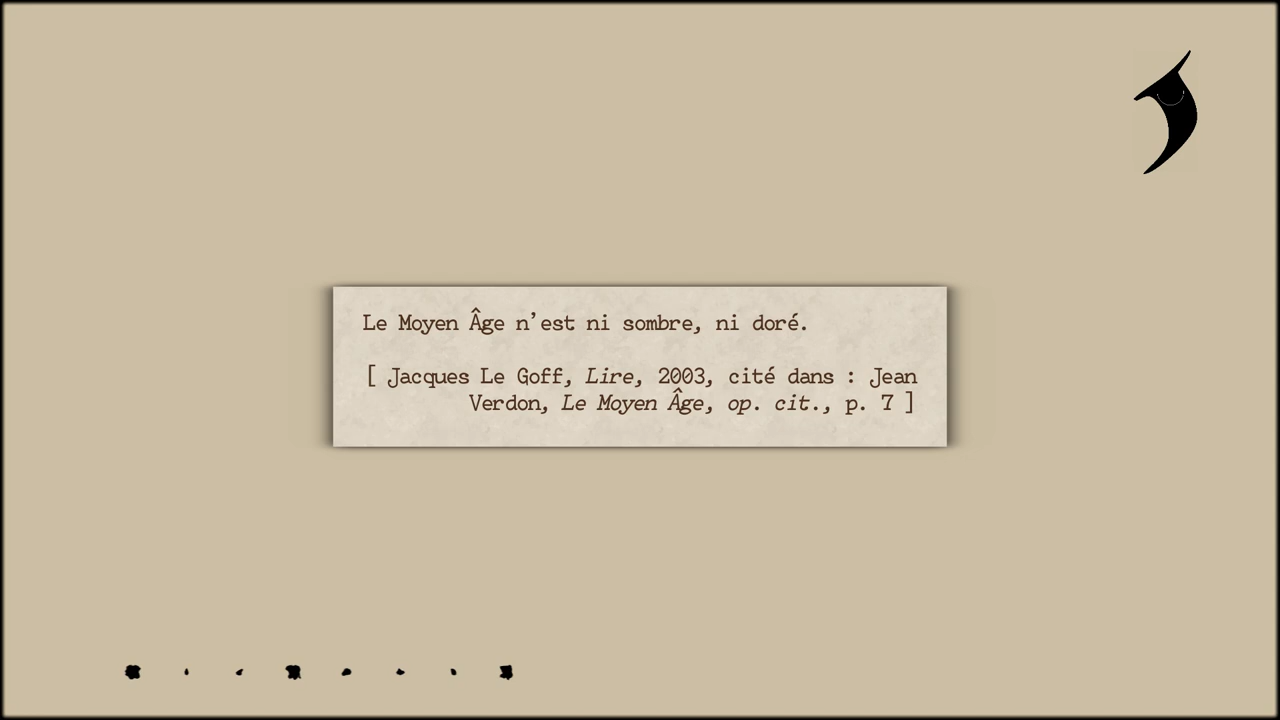 Le Moyen Âge n’est ni sombre, ni doré.
[ Jacques Le Goff, Lire, 2003, cité dans : Jean
Verdon, Le Moyen Âge, op. cit., p. 7 ]